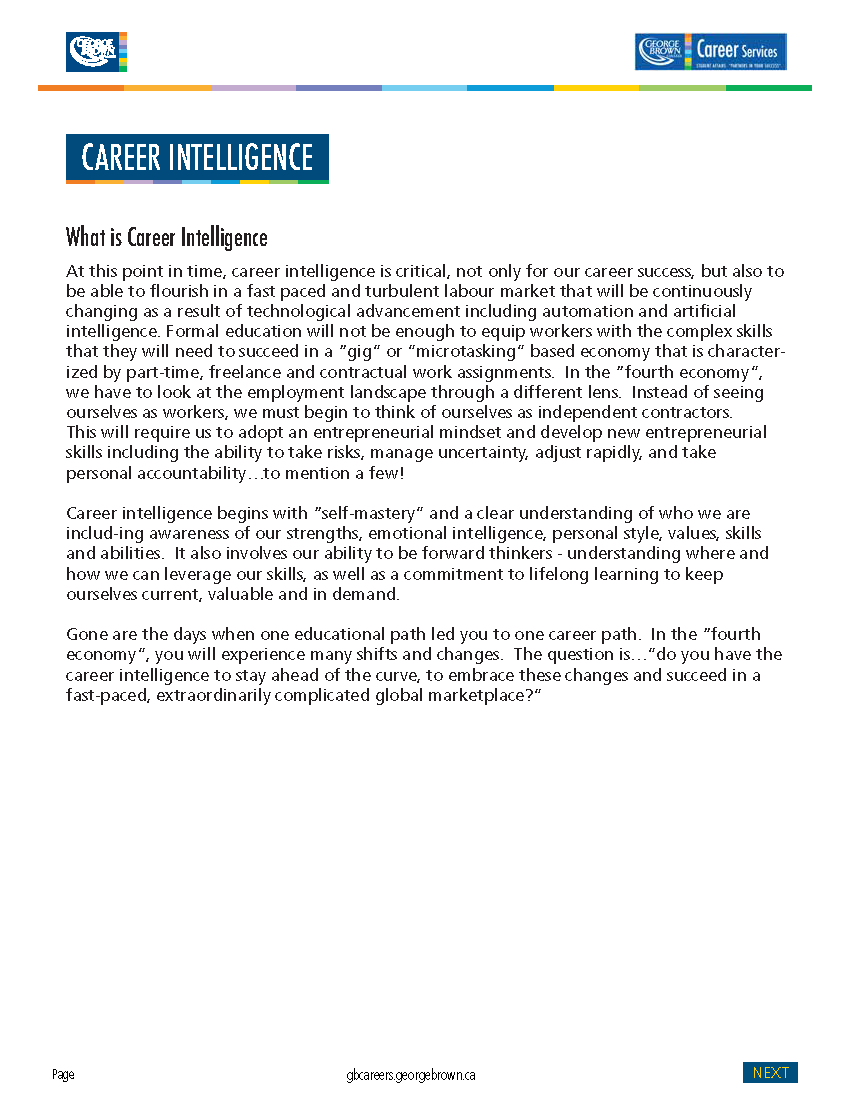 GEORGE
BROWN
GEORGE
BROWN
Career Services
STUDENT AFFAIRS: "PARTNERS IN YOUR SUCCESS"
CAREER INTELLIGENCE
What is Career Intelligence
At this point in time, career intelligence is critical, not only for our career success, but also to
be able to flourish in a fast paced and turbulent labour market that will be continuously
changing as a result of technological advancement including automation and artificial
intelligence. Formal education will not be enough to equip workers with the complex skills
that they will need to succeed in a "gig" or "microtasking" based economy that is character-
ized by part-time, freelance and contractual work assignments.  In the "fourth economy",
we have to look at the employment landscape through a different lens.  Instead of seeing
ourselves as workers, we must begin to think of ourselves as independent contractors.
This will require us to adopt an entrepreneurial mindset and develop new entrepreneurial
skills including the ability to take risks, manage uncertainty, adjust rapidly, and take
personal accountability…to mention a few!
Career intelligence begins with "self-mastery" and a clear understanding of who we are
includ-ing awareness of our strengths, emotional intelligence, personal style, values, skills
and abilities.  It also involves our ability to be forward thinkers - understanding where and
how we can leverage our skills, as well as a commitment to lifelong learning to keep
ourselves current, valuable and in demand.
Gone are the days when one educational path led you to one career path.  In the "fourth
economy", you will experience many shifts and changes.  The question is…"do you have the
career intelligence to stay ahead of the curve, to embrace these changes and succeed in a
fast-paced, extraordinarily complicated global marketplace?"
Page
gbcareers.georgebrown.ca
NEXT